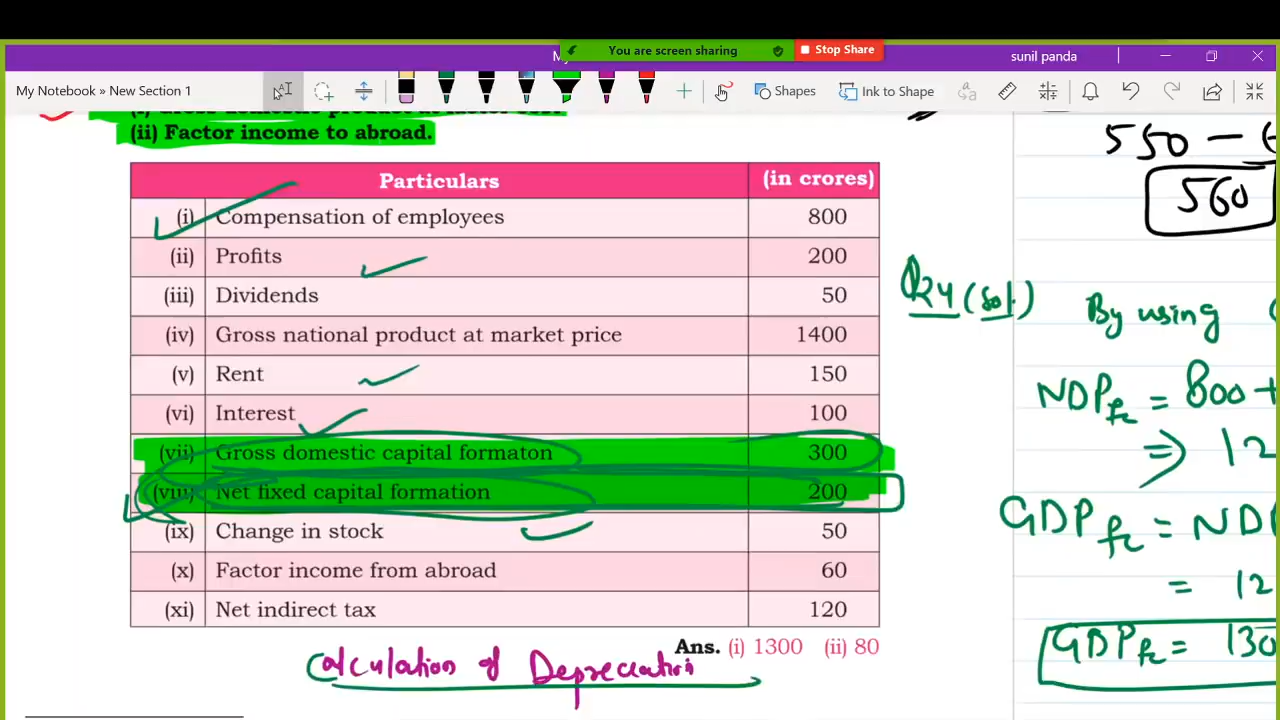 You are screen sharing
Stop Share
My
sunil panda
My Notebook » New Section 1
Shapes
Ink to Shape
(ii) Factor income to abroad.
Particulars (in crores)
(i) Compensation of employees 800
(ii) Profits 200
(iii) Dividends 50
(iv) Gross national product at market price 1400
(v) Rent 150
(vi) Interest 100
(vii) Gross domestic capital formaton 300
(viii) Net fixed capital formation 200
(ix) Change in stock 50
(x) Factor income from abroad 60
(xi) Net indirect tax 120
Ans. (i) 1300 (ii) 80
Calculation of Depreciation
550 –
560
Q24 (sol.)
By using
NDPfc = 800 +
⇒ 12
GDPfc = ND
= 12
GDPfc = 130